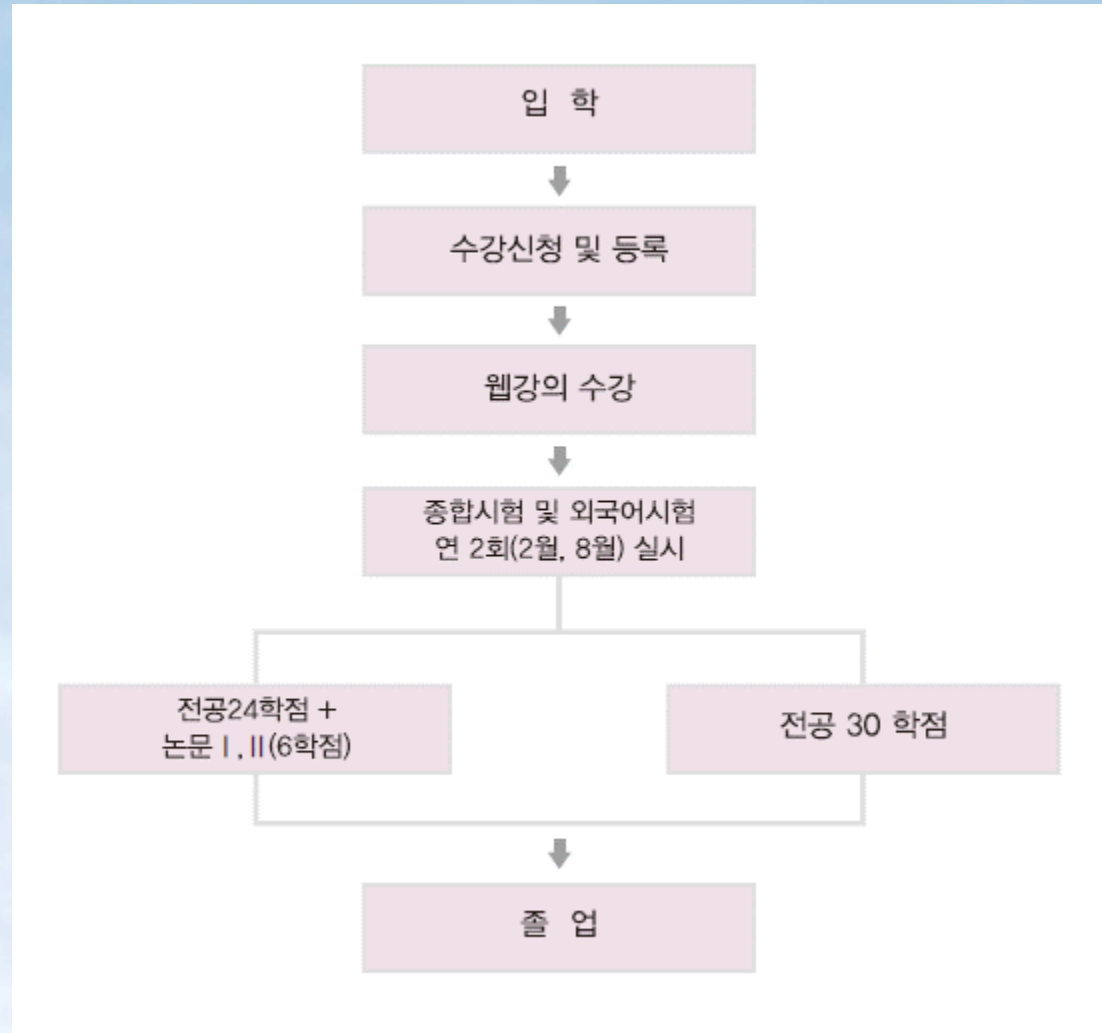 입 학
수강신청 및 등록
웹강의 수강
종합시험 및 외국어시험
연 2회(2월, 8월) 실시
전공24학점 +
논문Ⅰ,Ⅱ(6학점)
전공 30 학점
졸 업